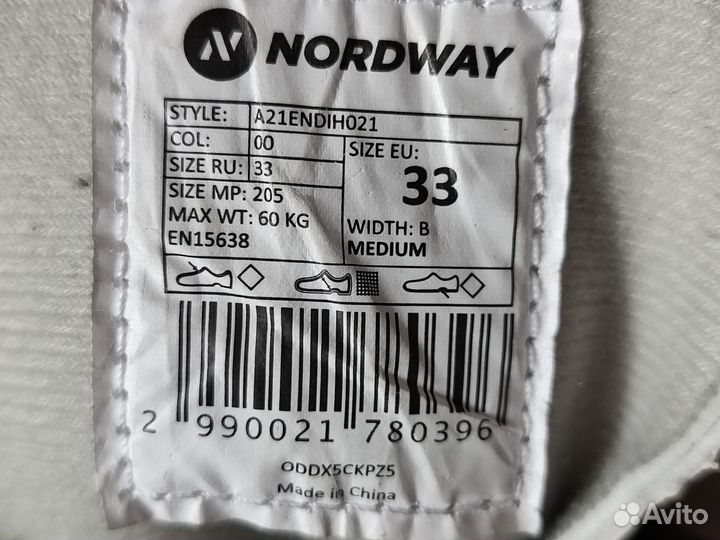 NORDWAY
STYLE: A21ENDIH021
COL: 00
SIZE RU: 33
SIZE MP: 205
MAX WT: 60 KG
EN15638
SIZE EU:
33
WIDTH: B
MEDIUM
2 990021 780396
ODDX5CKPZ5
Made in China
Avito